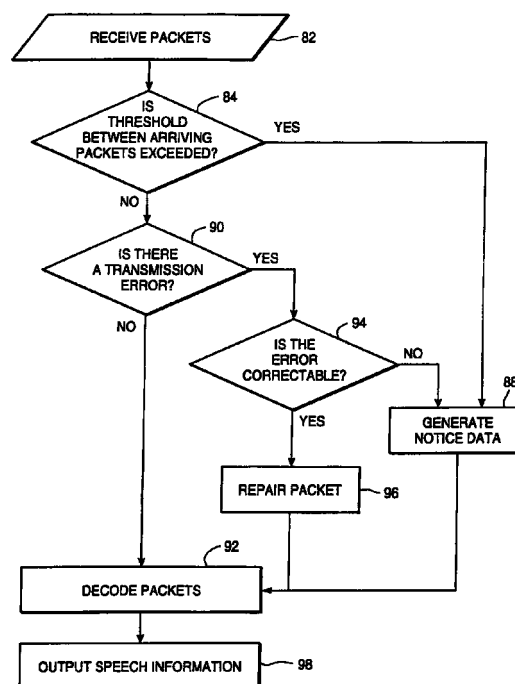 RECEIVE PACKETS
82
84
IS
THRESHOLD
BETWEEN ARRIVING
PACKETS EXCEEDED?
YES
NO
90
IS THERE
A TRANSMISSION
ERROR?
YES
NO
94
IS THE
ERROR
CORRECTABLE?
NO
YES
88
GENERATE
NOTICE DATA
REPAIR PACKET
96
92
DECODE PACKETS
OUTPUT SPEECH INFORMATION
98